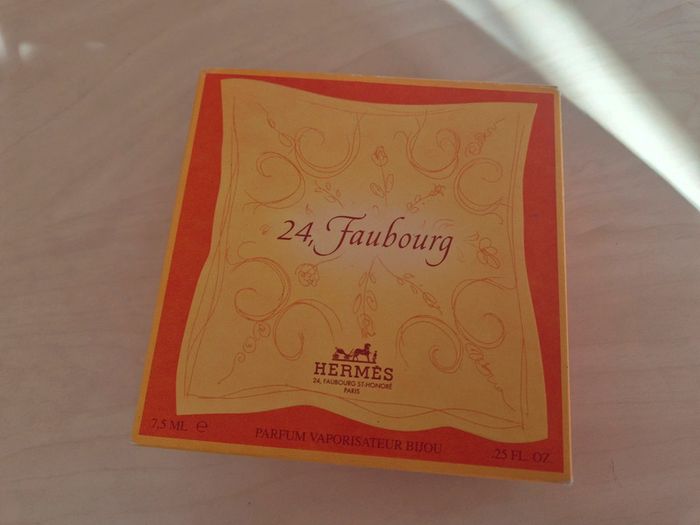 24, Faubourg
HERMÈS
24, FAUBOURG ST-HONORÉ
PARIS
7,5 ML e
PARFUM VAPORISATEUR BIJOU
.25 FL. OZ.